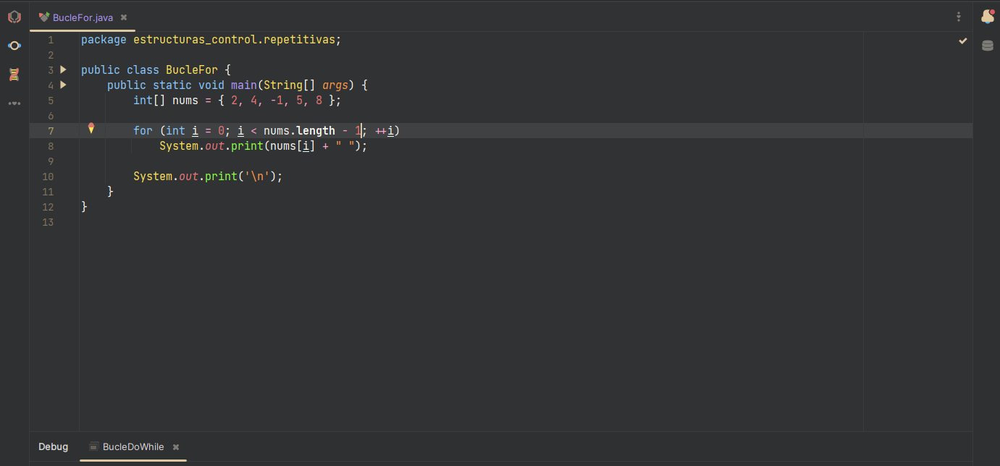 BucleFor.java
1 package estructuras_control.repetitivas;
2
3 public class BucleFor {
4 public static void main(String[] args) {
5 int[] nums = { 2, 4, -1, 5, 8 };
6
7 for (int i = 0; i < nums.length - 1; ++i)
8 System.out.print(nums[i] + " ");
9
10 System.out.print('\n');
11 }
12 }
13
Debug BucleDoWhile